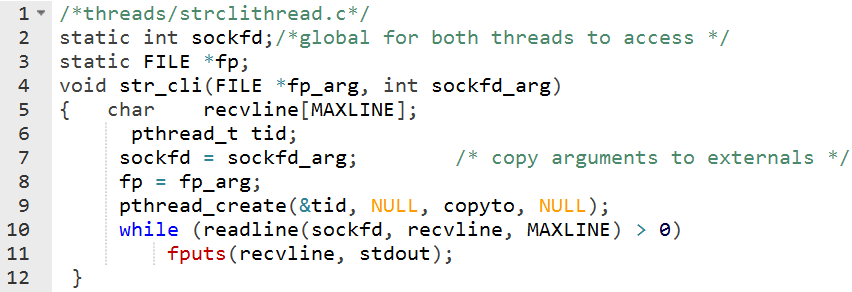 1 /*threads/strclithread.c*/
2 static int sockfd;/*global for both threads to access */
3 static FILE *fp;
4 void str_cli(FILE *fp_arg, int sockfd_arg)
5 {   char    recvline[MAXLINE];
6      pthread_t tid;
7     sockfd = sockfd_arg;        /* copy arguments to externals */
8     fp = fp_arg;
9     pthread_create(&tid, NULL, copyto, NULL);
10     while (readline(sockfd, recvline, MAXLINE) > 0)
11         fputs(recvline, stdout);
12 }